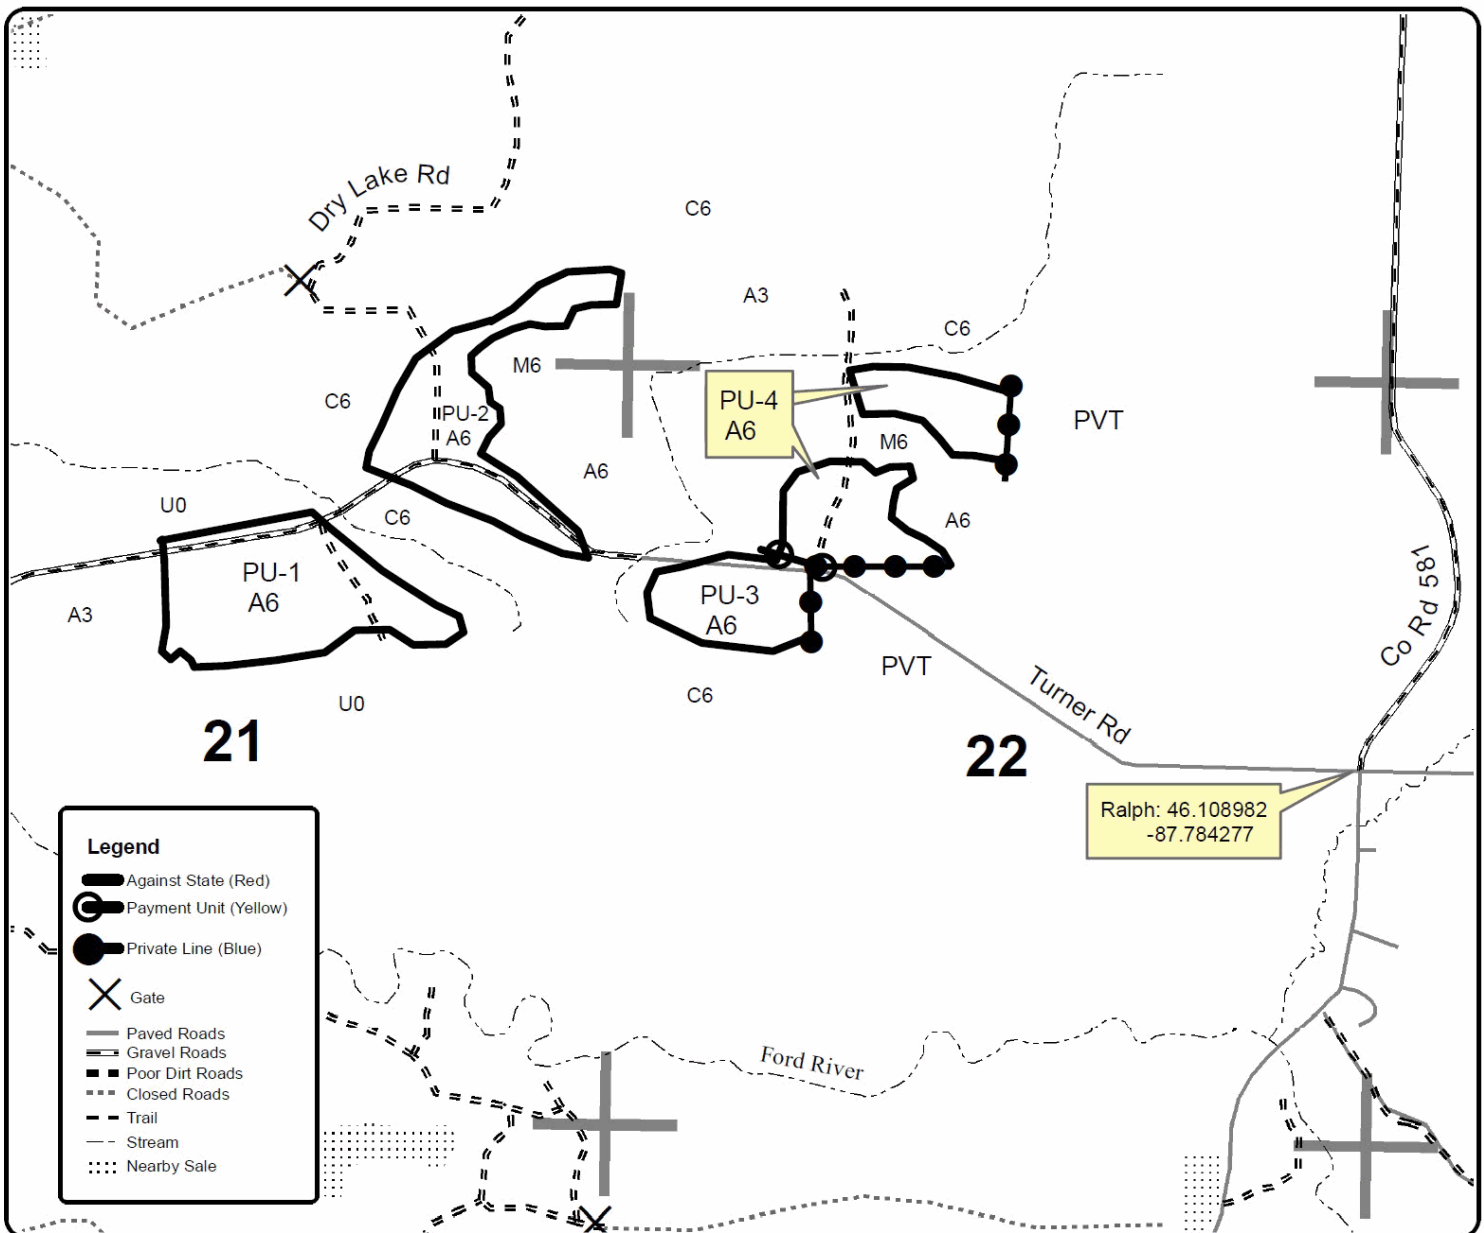 Dry Lake Rd
C6
A3
C6
M6
C6
PU-4
A6
PVT
PU-2
A6
M6
A6
U0
C6
A6
PU-1
A6
PU-3
A6
A3
Co Rd 581
PVT
C6
U0
Turner Rd
21
22
Ralph: 46.108982
-87.784277
Legend
Against State (Red)
Payment Unit (Yellow)
Private Line (Blue)
Gate
Paved Roads
Gravel Roads
Poor Dirt Roads
Closed Roads
Trail
Stream
Nearby Sale
Ford River